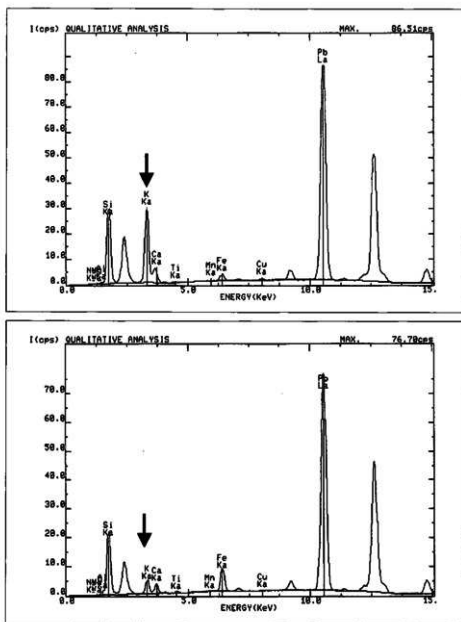 I(cps) QUALITATIVE ANALYSIS MAX. 86.51cps
80.0
70.0
60.0
50.0
40.0
30.0
20.0
10.0
0.0
Pb
La
K
Ka
Si
Ka
Ca
Ka
Ti
Ka
Mn
Ka
Fe
Ka
Cu
Ka
0.0 5.0 10.0 15.
ENERGY(KeV)
I(cps) QUALITATIVE ANALYSIS MAX. 76.70cps
70.0
60.0
50.0
40.0
30.0
20.0
10.0
0.0
Pb
La
Si
Ka
K
Ka
Ca
Ka
Ti
Ka
Mn
Ka
Fe
Ka
Cu
Ka
0.0 5.0 10.0 15.
ENERGY(KeV)